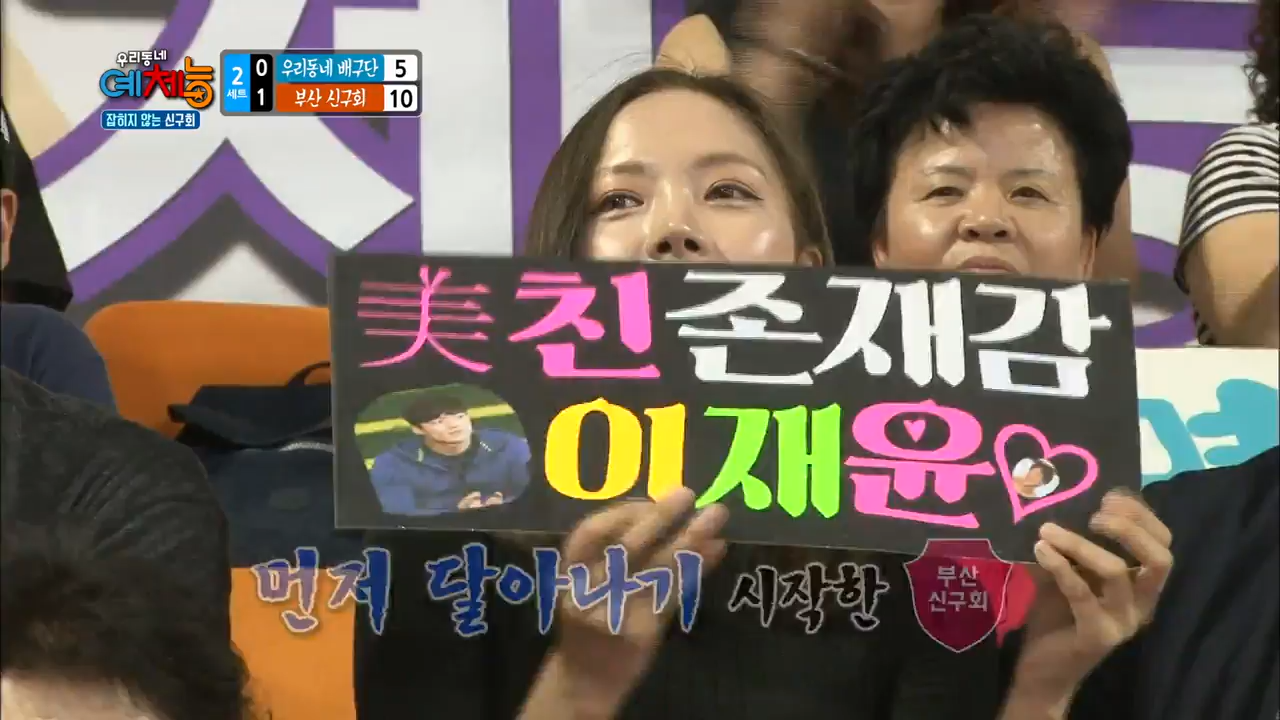 우리동네
예체능
잡히지 않는 신구회
2 세트
0 우리동네 배구단 5
1 부산 신구회 10
美친존재감
이재윤
먼저 달아나기 시작한
부산
신구회